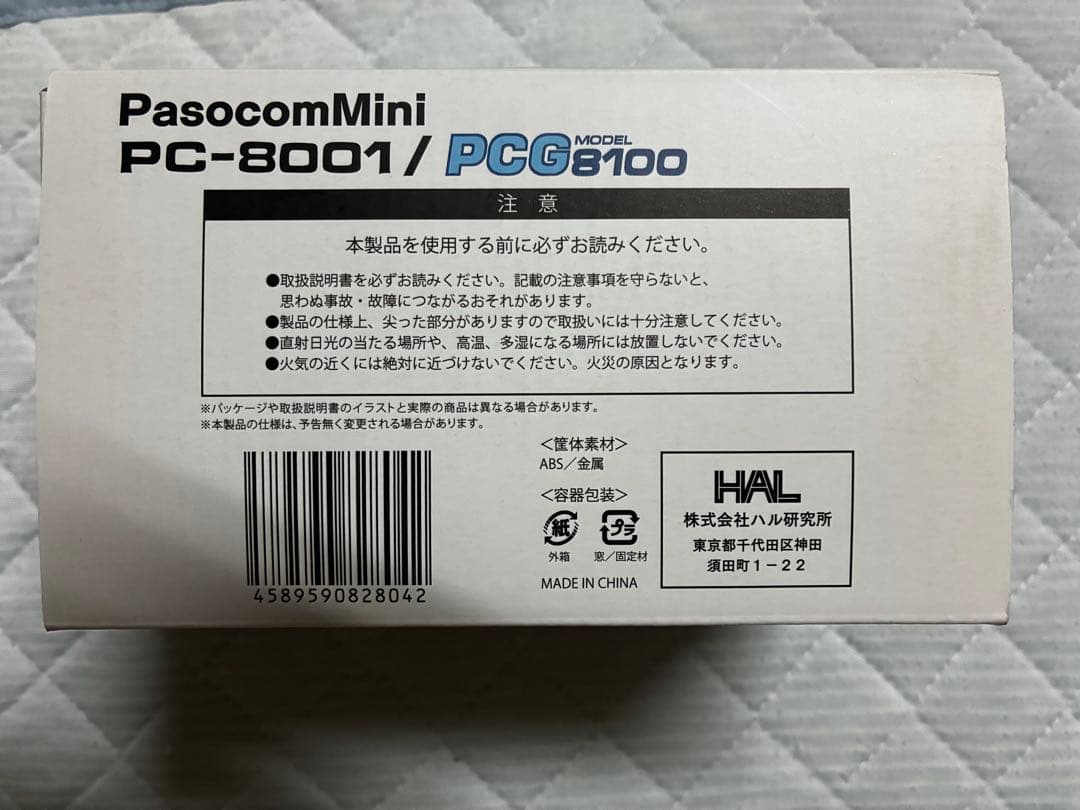 PasocomMini
PC-8001 / PCG MODEL 8100
注 意
本製品を使用する前に必ずお読みください。
●取扱説明書を必ずお読みください。記載の注意事項を守らないと、
思わぬ事故・故障につながるおそれがあります。
●製品の仕様上、尖った部分がありますので取扱いには十分注意してください。
●直射日光の当たる場所や、高温、多湿になる場所には放置しないでください。
●火気の近くには絶対に近づけないでください。火災の原因となります。
※パッケージや取扱説明書のイラストと実際の商品は異なる場合があります。
※本製品の仕様は、予告無く変更される場合があります。
4589590828042
＜筐体素材＞
ABS／金属
＜容器包装＞
紙 プラ
外箱 窓／固定材
MADE IN CHINA
HAL
株式会社ハル研究所
東京都千代田区神田
須田町1－22